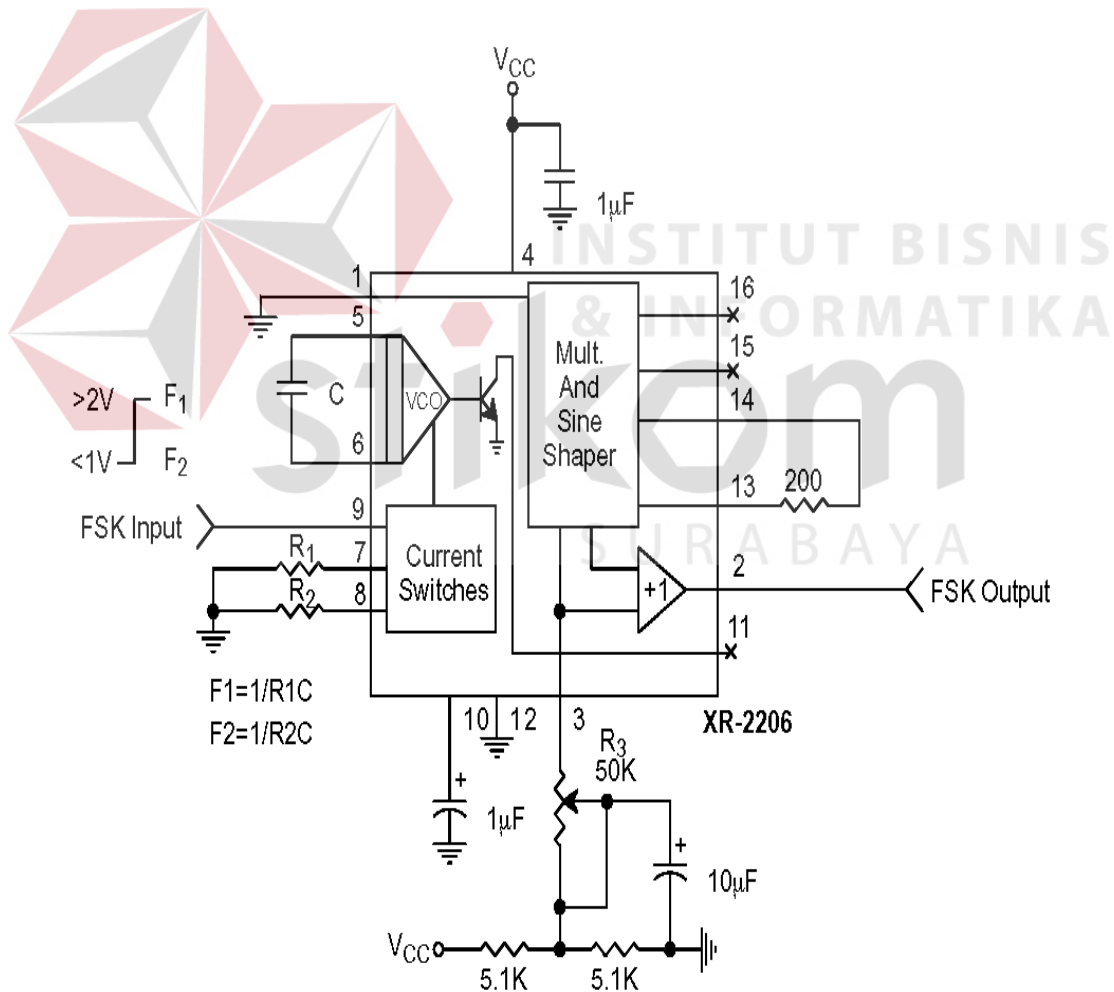 VCC
1µF
INSTITUT BISNIS
& INFORMATIKA
stikom
SURABAYA
4
1
16
5
15
Mult.
And
Sine
Shaper
14
>2V
F1
C
VCO
<1V
F2
6
13
200
FSK Input
9
R1
7
Current
Switches
R2
8
+1
2
FSK Output
11
F1=1/R1C
F2=1/R2C
10
12
3
XR-2206
R3
50K
+
1µF
+
10µF
VCC
5.1K
5.1K